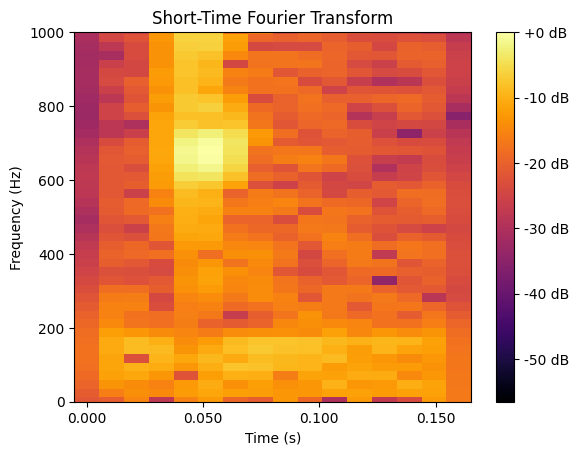 Short-Time Fourier Transform
1000
800
600
400
200
0
Frequency (Hz)
0.000
0.050
0.100
0.150
Time (s)
+0 dB
-10 dB
-20 dB
-30 dB
-40 dB
-50 dB